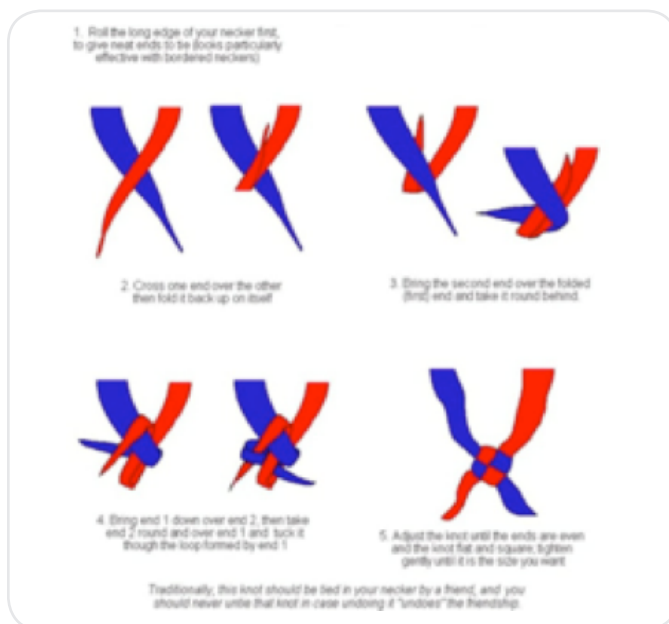 1. Roll the long edge of your necker first,
to give neat ends to tie (looks particularly
effective with bordered neckers)
2. Cross one end over the other
then fold it back up on itself
3. Bring the second end over the folded
(first) end and take it round behind.
4. Bring end 1 down over end 2, then take
end 2 round and over end 1 and tuck it
though the loop formed by end 1
5. Adjust the knot until the ends are even
and the knot flat and square, tighten
gently until it is the size you want
Traditionally, this knot should be tied in your necker by a friend, and you
should never untie that knot in case undoing it "undoes" the friendship.